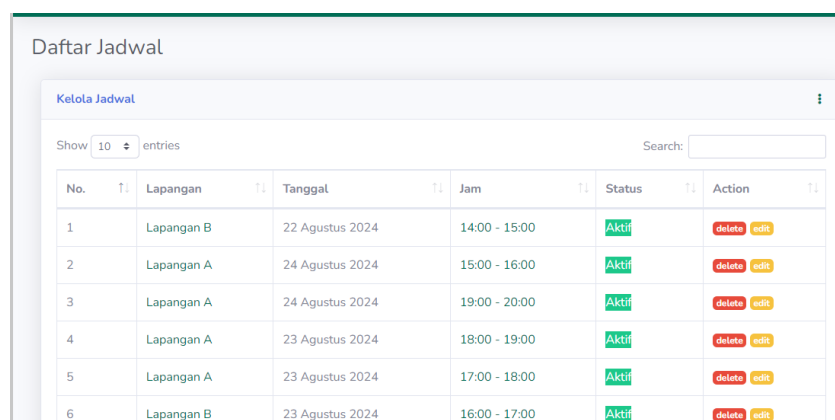 Daftar Jadwal
Kelola Jadwal
Show 10 entries Search:
No. Lapangan Tanggal Jam Status Action
1 Lapangan B 22 Agustus 2024 14:00 - 15:00 Aktif delete edit
2 Lapangan A 24 Agustus 2024 15:00 - 16:00 Aktif delete edit
3 Lapangan A 24 Agustus 2024 19:00 - 20:00 Aktif delete edit
4 Lapangan A 23 Agustus 2024 18:00 - 19:00 Aktif delete edit
5 Lapangan A 23 Agustus 2024 17:00 - 18:00 Aktif delete edit
6 Lapangan B 23 Agustus 2024 16:00 - 17:00 Aktif delete edit